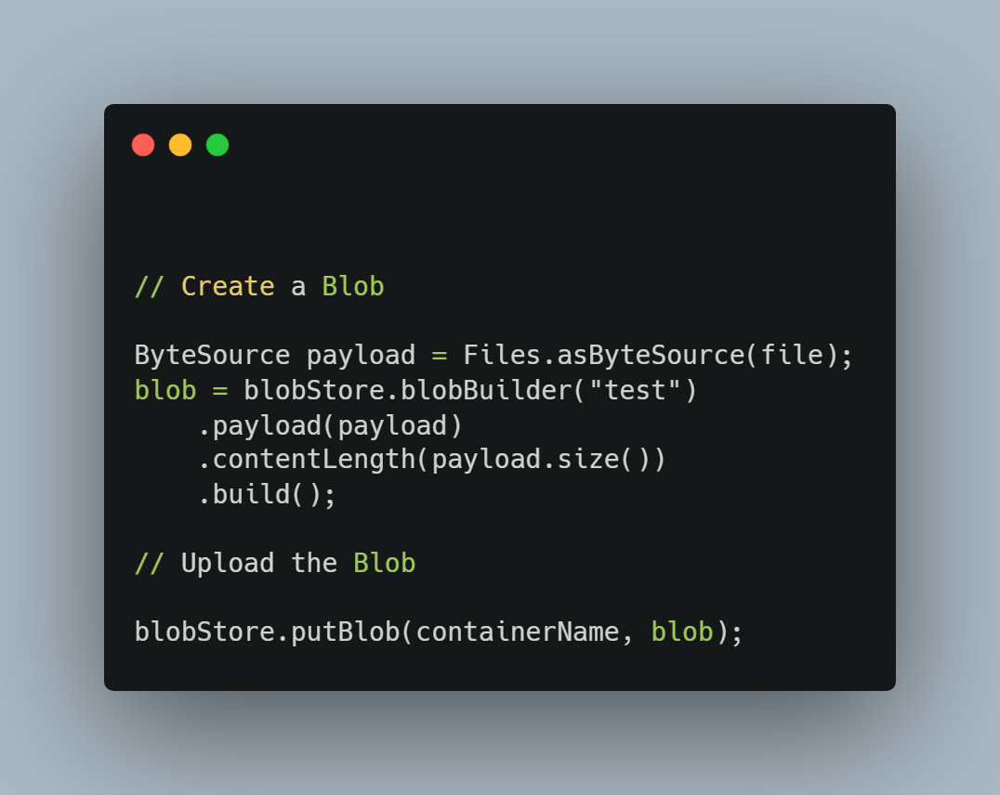 // Create a Blob
ByteSource payload = Files.asByteSource(file);
blob = blobStore.blobBuilder("test")
    .payload(payload)
    .contentLength(payload.size())
    .build();
// Upload the Blob
blobStore.putBlob(containerName, blob);